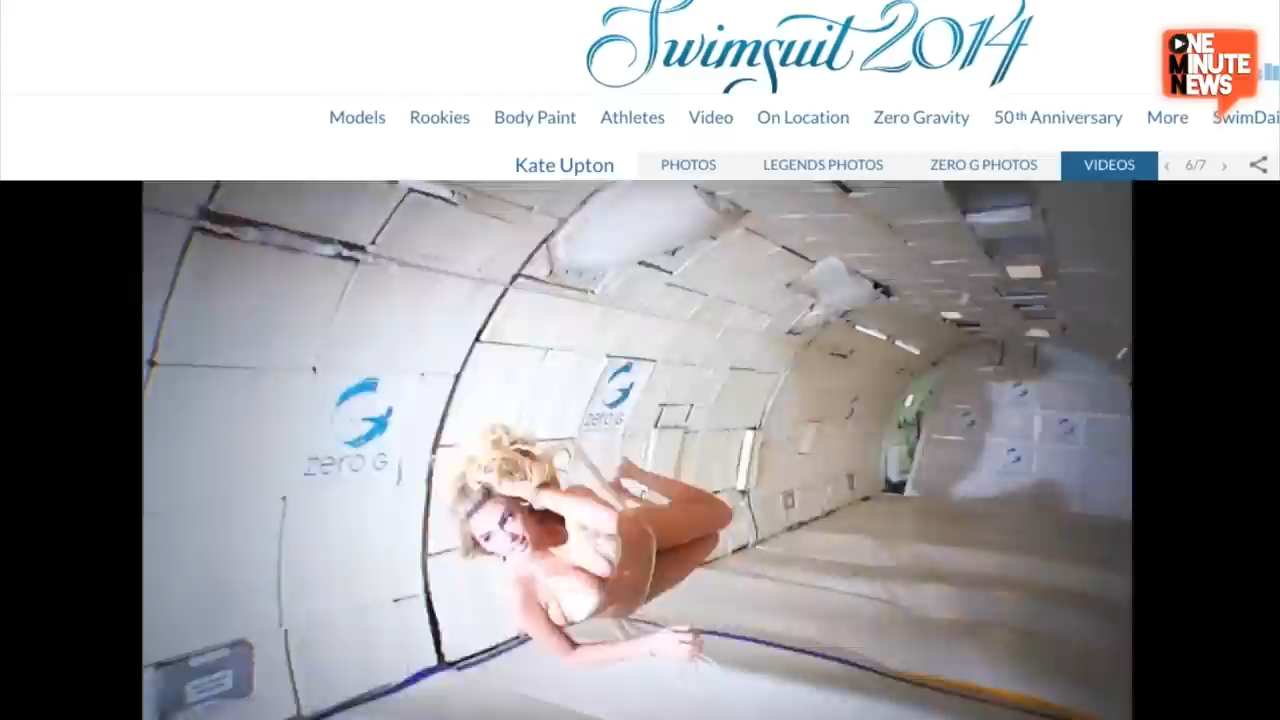 Swimsuit 2014
ONE
MINUTE
NEWS
Models Rookies Body Paint Athletes Video On Location Zero Gravity 50th Anniversary More SwimDai
Kate Upton PHOTOS LEGENDS PHOTOS ZERO G PHOTOS VIDEOS 6/7
zero G
zero G